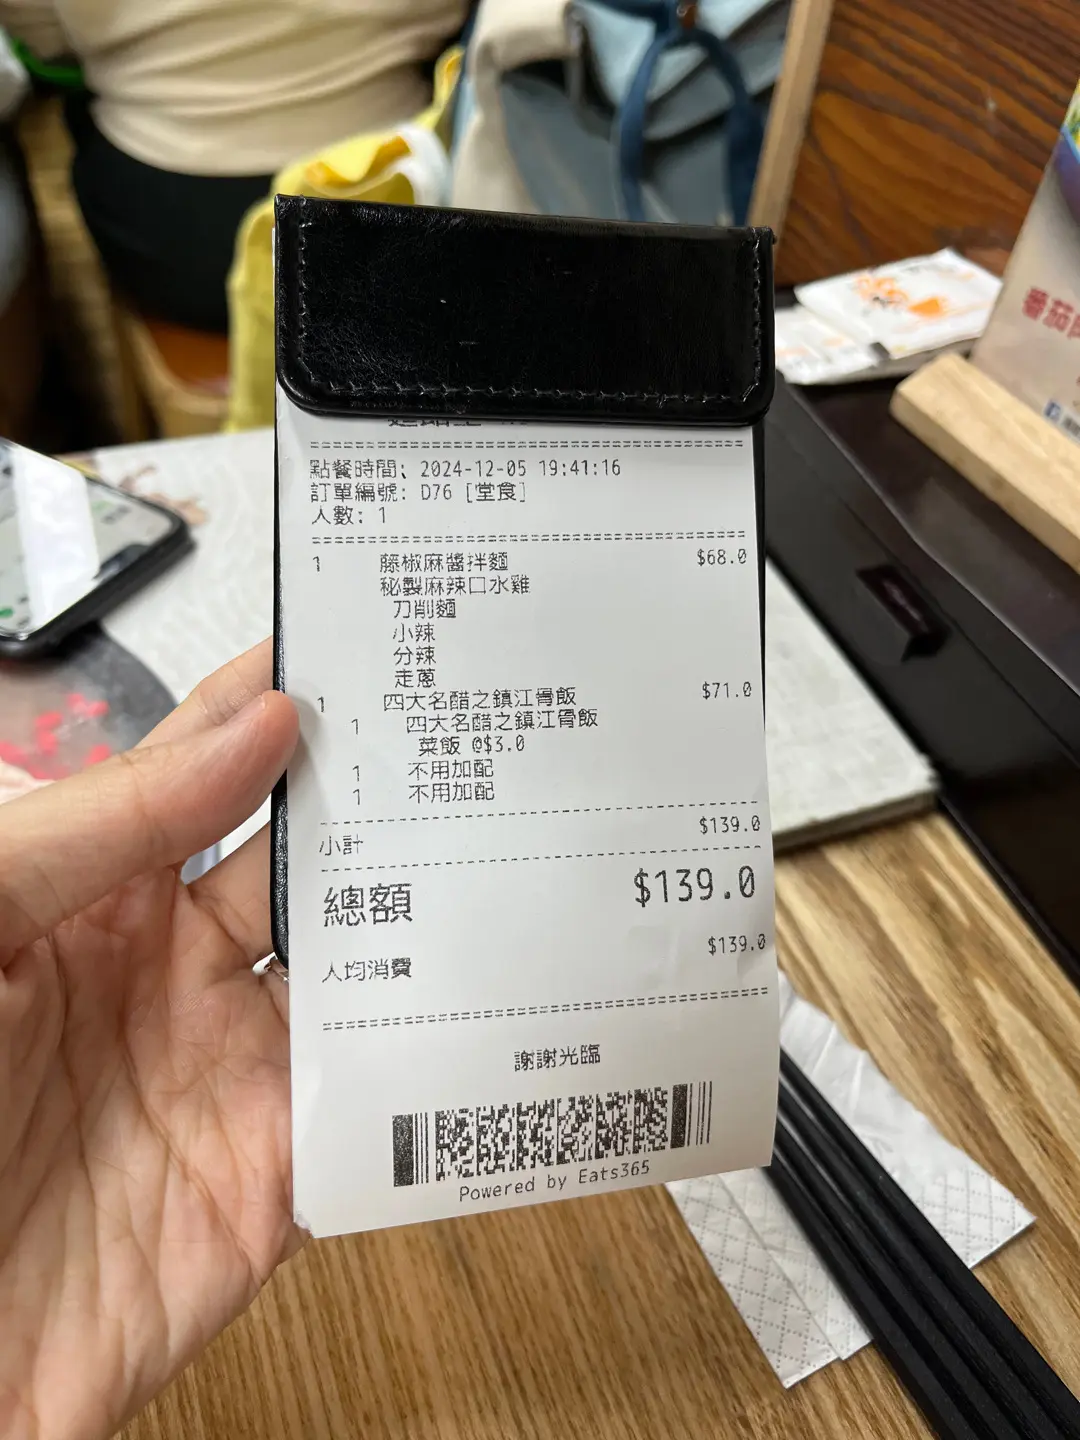 點餐時間: 2024-12-05 19:41:16
訂單編號: D76 [堂食]
人數: 1
1 藤椒麻醬拌麵 $68.0
秘製麻辣口水雞
刀削麵
小辣
分辣
走蔥
1 四大名醋之鎮江骨飯 $71.0
1 四大名醋之鎮江骨飯
菜飯 @$3.0
1 不用加配
1 不用加配
小計 $139.0
總額 $139.0
人均消費 $139.0
謝謝光臨
Powered by Eats365
番茄